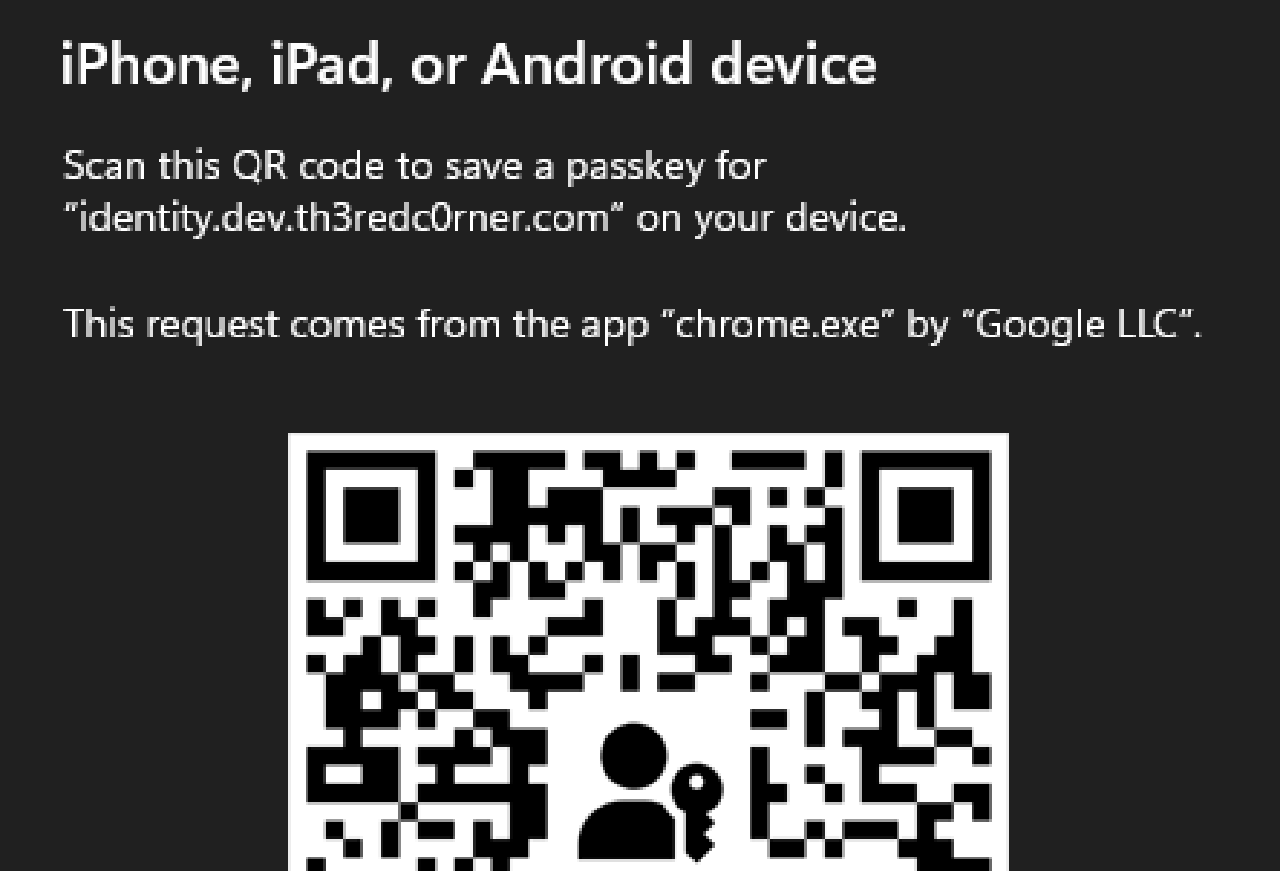 iPhone, iPad, or Android device
Scan this QR code to save a passkey for
“identity.dev.th3redc0rner.com” on your device.
This request comes from the app “chrome.exe” by “Google LLC“.